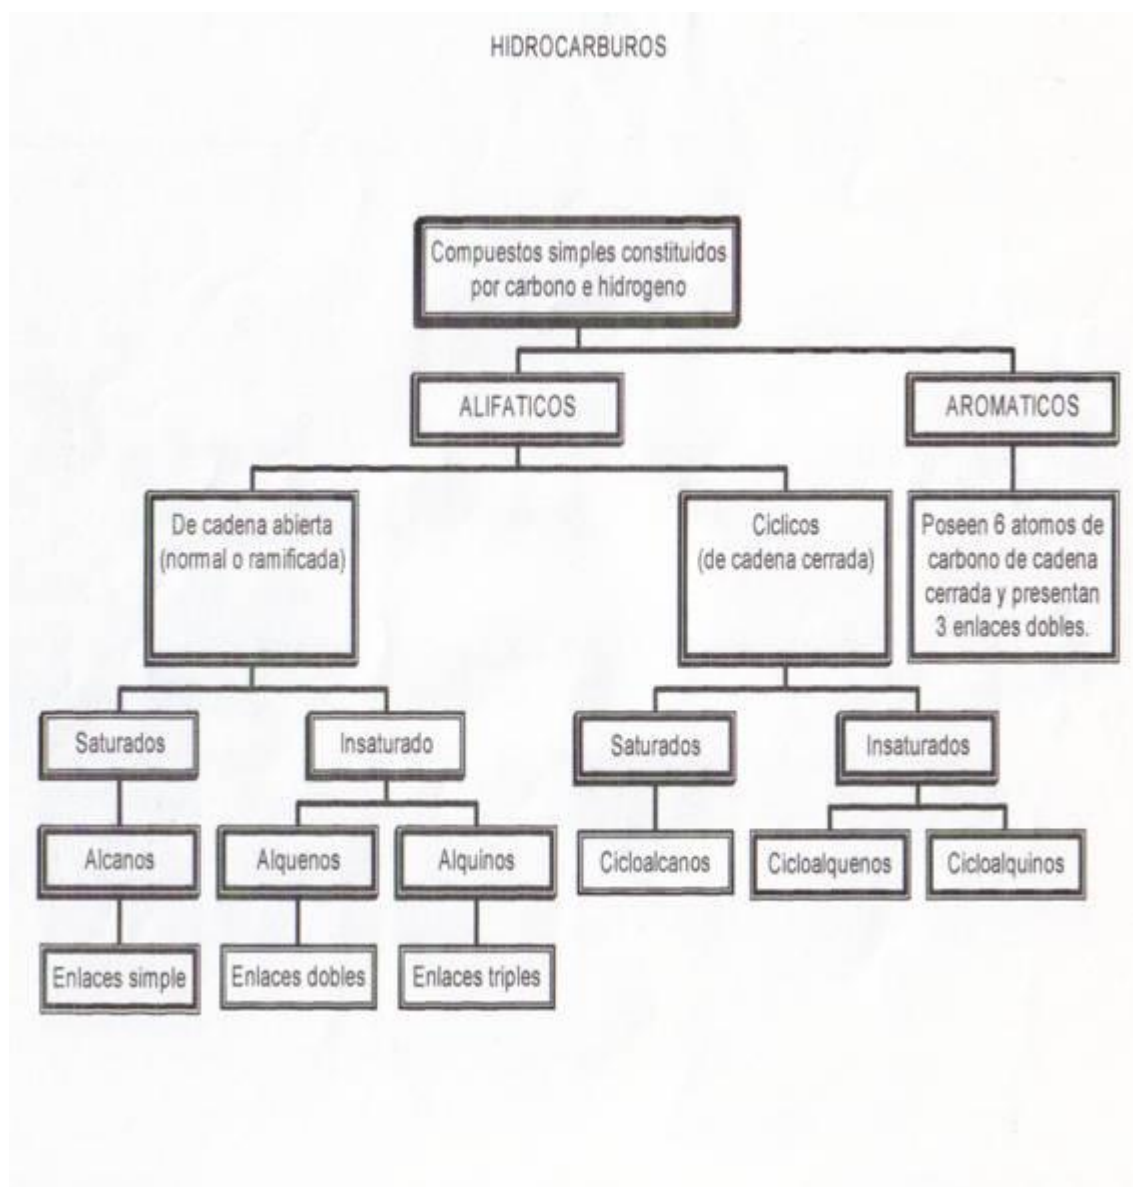 HIDROCARBUROS
Compuestos simples constituidos
por carbono e hidrogeno
ALIFATICOS
AROMATICOS
De cadena abierta
(normal o ramificada)
Ciclicos
(de cadena cerrada)
Poseen 6 atomos de
carbono de cadena
cerrada y presentan
3 enlaces dobles.
Saturados
Insaturado
Saturados
Insaturados
Alcanos
Alquenos
Alquinos
Cicloalcanos
Cicloalquenos
Cicloalquinos
Enlaces simple
Enlaces dobles
Enlaces triples